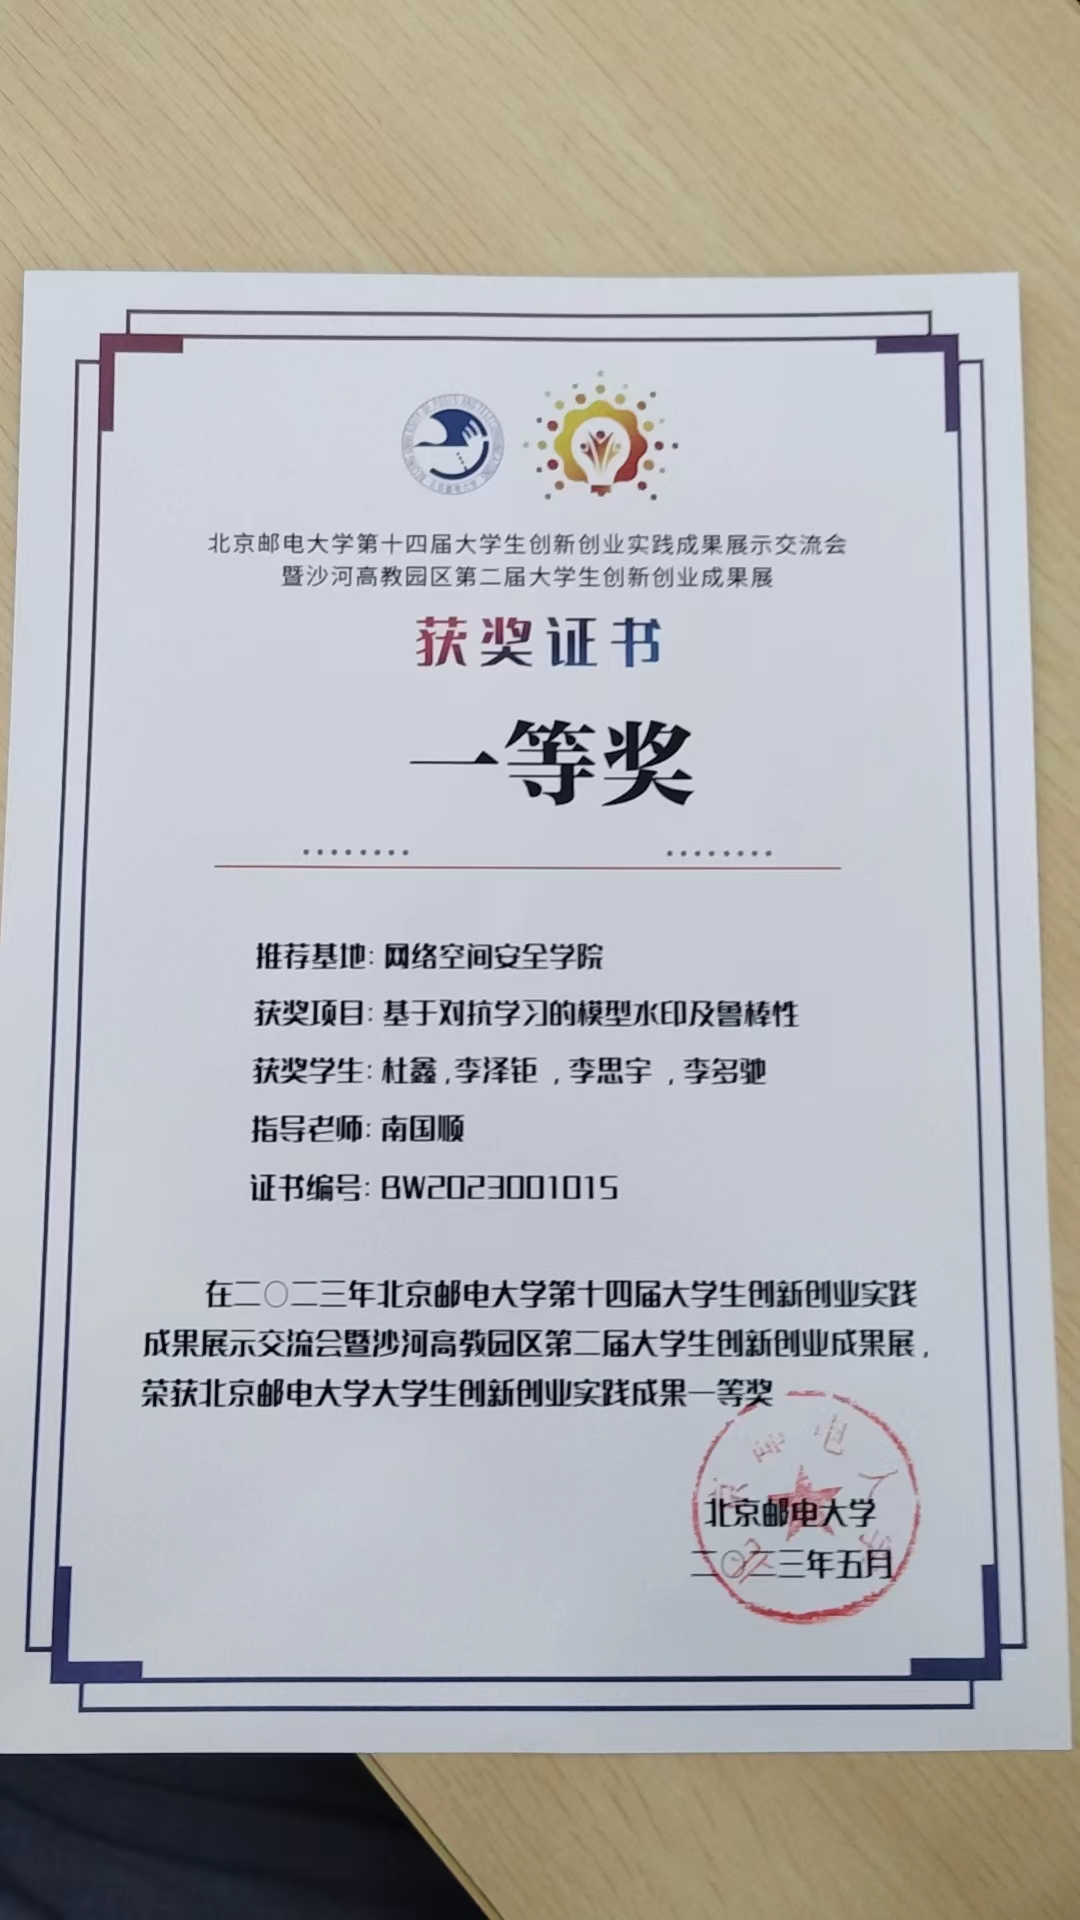 北京邮电大学第十四届大学生创新创业实践成果展示交流会
暨沙河高教园区第二届大学生创新创业成果展
获奖证书
一等奖
推荐基地: 网络空间安全学院
获奖项目: 基于对抗学习的模型水印及鲁棒性
获奖学生: 杜鑫 ,李泽钜 ，李思宇 ，李多驰
指导老师: 南国顺
证书编号: BW2023001015
在二〇二三年北京邮电大学第十四届大学生创新创业实践
成果展示交流会暨沙河高教园区第二届大学生创新创业成果展，
荣获北京邮电大学大学生创新创业实践成果一等奖
北京邮电大学
北京邮电大学
二〇二三年五月